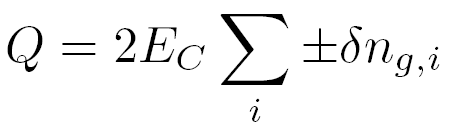 Q = 2E_C \sum_i \pm \delta n_{g,i}